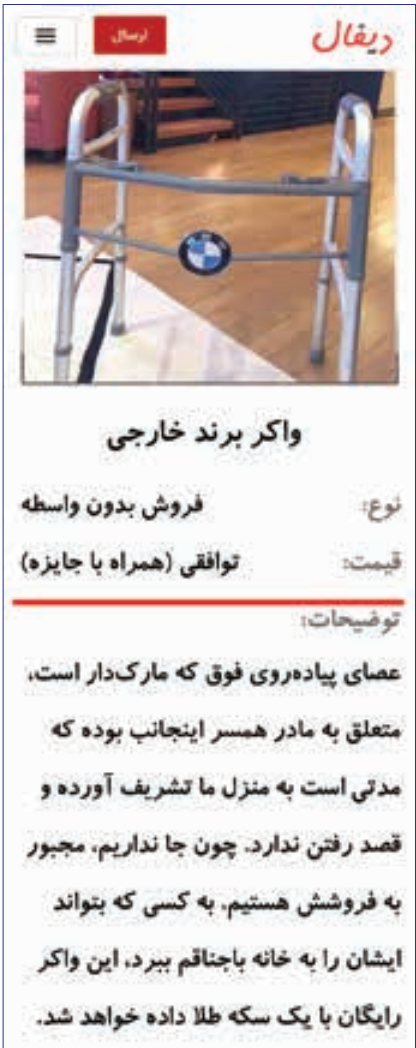 دیفال
ارسال
واکر برند خارجی
نوع: فروش بدون واسطه
قیمت: توافقی (همراه با جایزه)
توضیحات:
عصای پیاده‌روی فوق که مارک‌دار است،
متعلق به مادر همسر اینجانب بوده که
مدتی است به منزل ما تشریف آورده و
قصد رفتن ندارد. چون جا نداریم، مجبور
به فروشش هستیم. به کسی که بتواند
ایشان را به خانه باجناقم ببرد، این واکر
رایگان با یک سکه طلا داده خواهد شد.